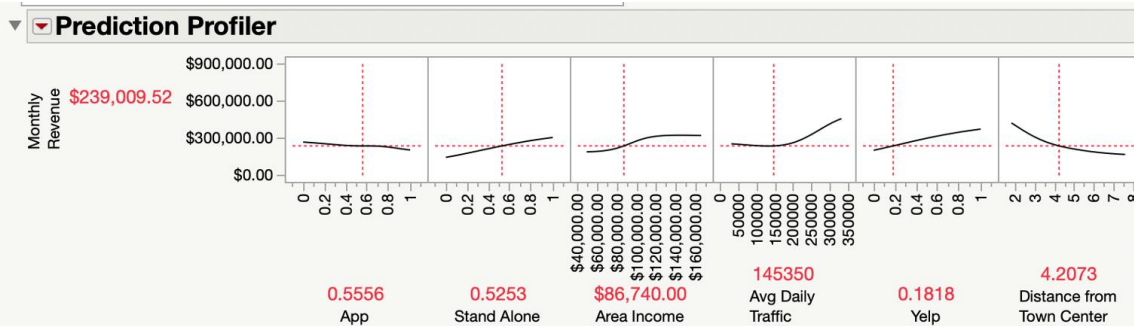 Prediction Profiler
Monthly
Revenue
$239,009.52
$900,000.00
$600,000.00
$300,000.00
$0.00
0 0.2 0.4 0.6 0.8 1
0 0.2 0.4 0.6 0.8 1
$40,000.00 $60,000.00 $80,000.00 $100,000.00 $120,000.00 $140,000.00 $160,000.00
0 50000 100000 150000 200000 250000 300000 350000
0 0.2 0.4 0.6 0.8 1
2 3 4 5 6 7 8
0.5556
App
0.5253
Stand Alone
$86,740.00
Area Income
145350
Avg Daily
Traffic
0.1818
Yelp
4.2073
Distance from
Town Center